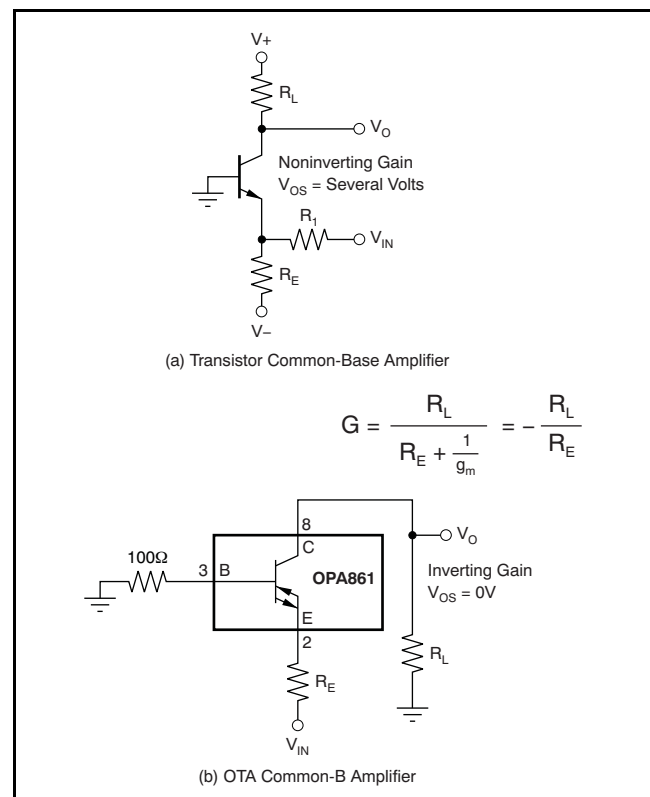 V+
R_L
V_O
Noninverting Gain
V_OS = Several Volts
R_1
V_IN
R_E
V−
(a) Transistor Common-Base Amplifier
G = R_L / (R_E + 1/g_m) = − R_L / R_E
8
V_O
100Ω
3 B
C
OPA861
Inverting Gain
V_OS = 0V
E
2
R_L
R_E
V_IN
(b) OTA Common-B Amplifier